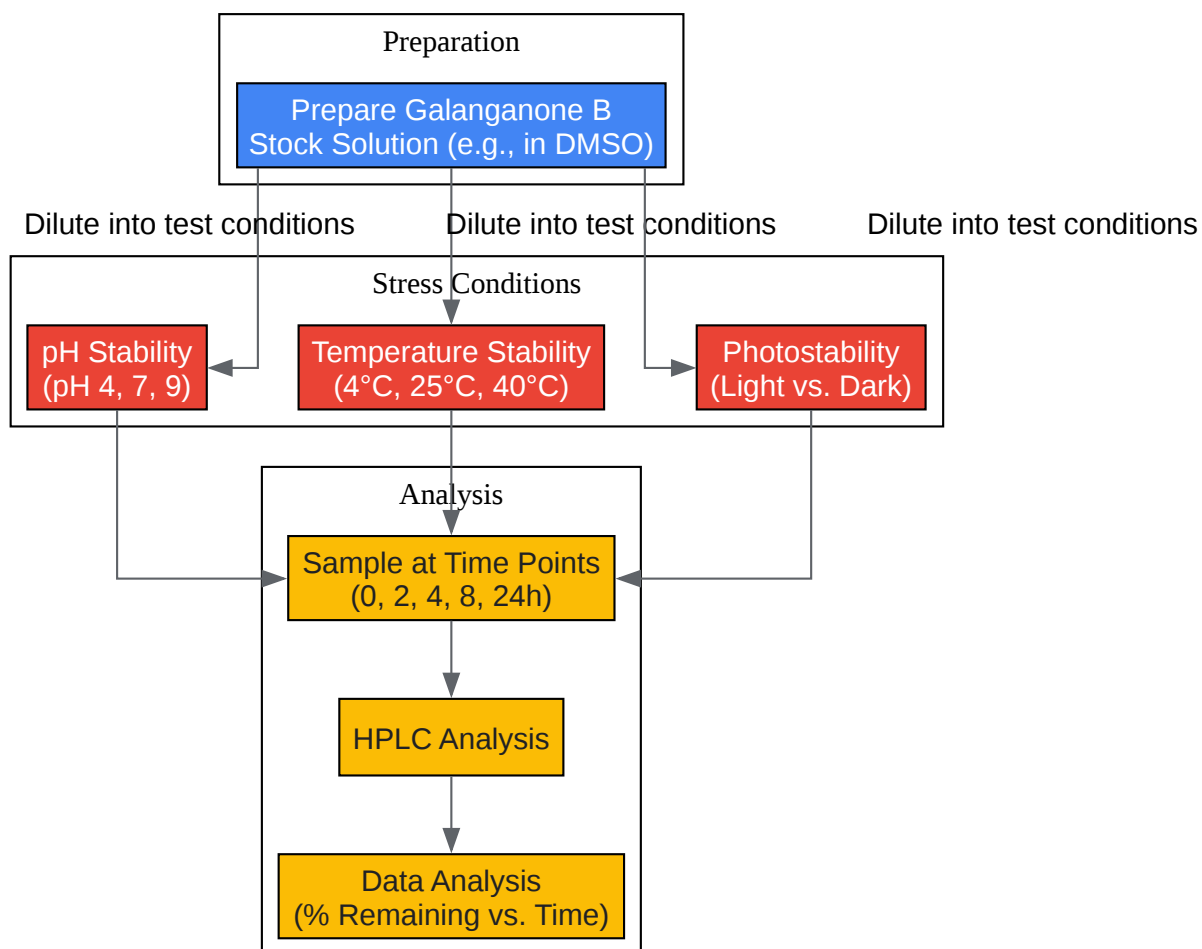 Preparation
Prepare Galanganone B
Stock Solution (e.g., in DMSO)
Dilute into test conditions
Dilute into test conditions
Dilute into test conditions
Stress Conditions
pH Stability
(pH 4, 7, 9)
Temperature Stability
(4°C, 25°C, 40°C)
Photostability
(Light vs. Dark)
Analysis
Sample at Time Points
(0, 2, 4, 8, 24h)
HPLC Analysis
Data Analysis
(% Remaining vs. Time)